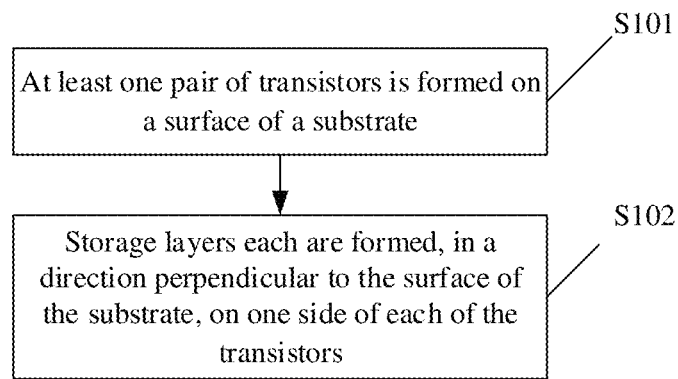 S101
At least one pair of transistors is formed on
a surface of a substrate
S102
Storage layers each are formed, in a
direction perpendicular to the surface of
the substrate, on one side of each of the
transistors